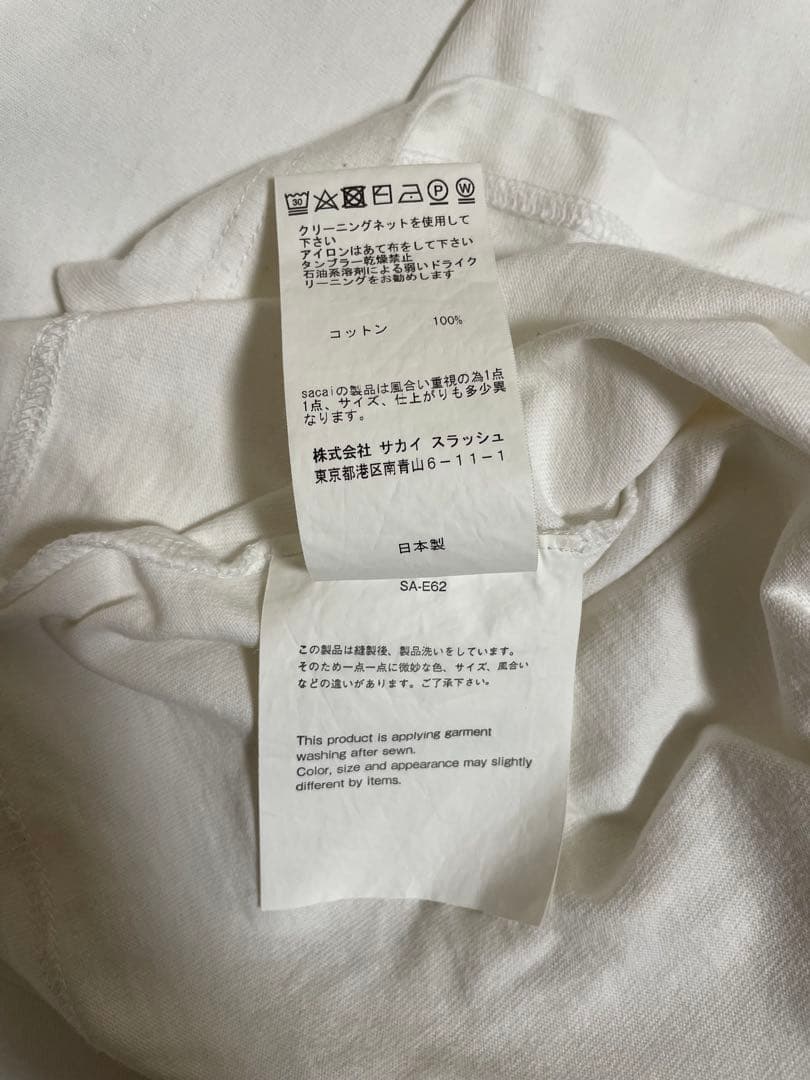 30 P W
クリーニングネットを使用して
下さい
アイロンはあて布をして下さい
タンブラー乾燥禁止
石油系溶剤による弱いドライク
リーニングをお勧めします
コットン 100%
sacaiの製品は風合い重視の為1点
1点、サイズ、仕上がりも多少異
なります。
株式会社 サカイ スラッシュ
東京都港区南青山6-11-1
日本製
SA-E62
この製品は縫製後、製品洗いをしています。
そのため一点一点に微妙な色、サイズ、風合い
などの違いがあります。ご了承下さい。
This product is applying garment
washing after sewn.
Color, size and appearance may slightly
different by items.